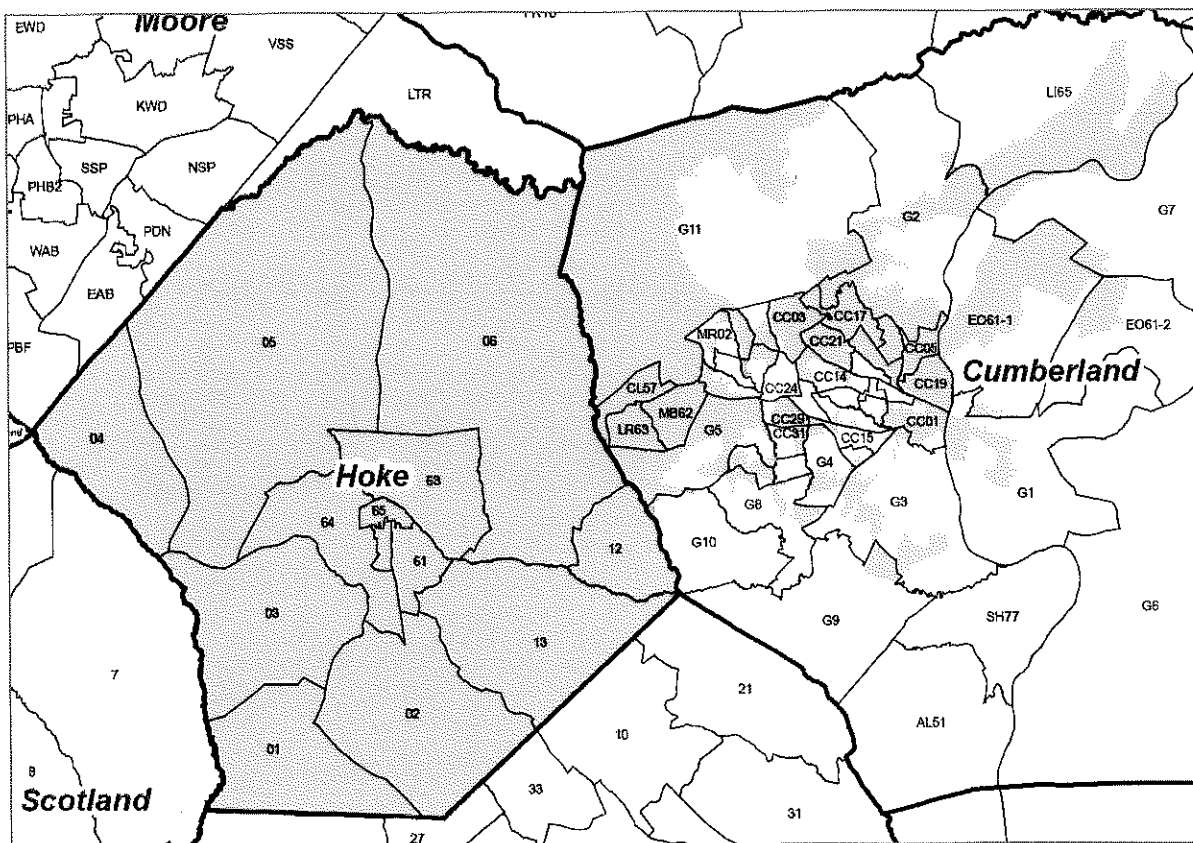 EWD
Moore
VSS
LTR
KWD
PHA
SSP
NSP
PHB2
WAB
PDN
EAB
PBF
LI65
G7
G2
G11
05
06
04
CC03
CC17
MR02
CC21
CC05
EO61-1
EO61-2
Cumberland
CC19
CC14
CC24
CL57
MB62
LR63
CC29
CC31
CC01
CC15
G5
G4
G8
G3
G1
G10
Hoke
63
65
64
61
12
03
13
G9
SH77
G6
7
02
01
21
10
AL51
8
Scotland
33
31
27